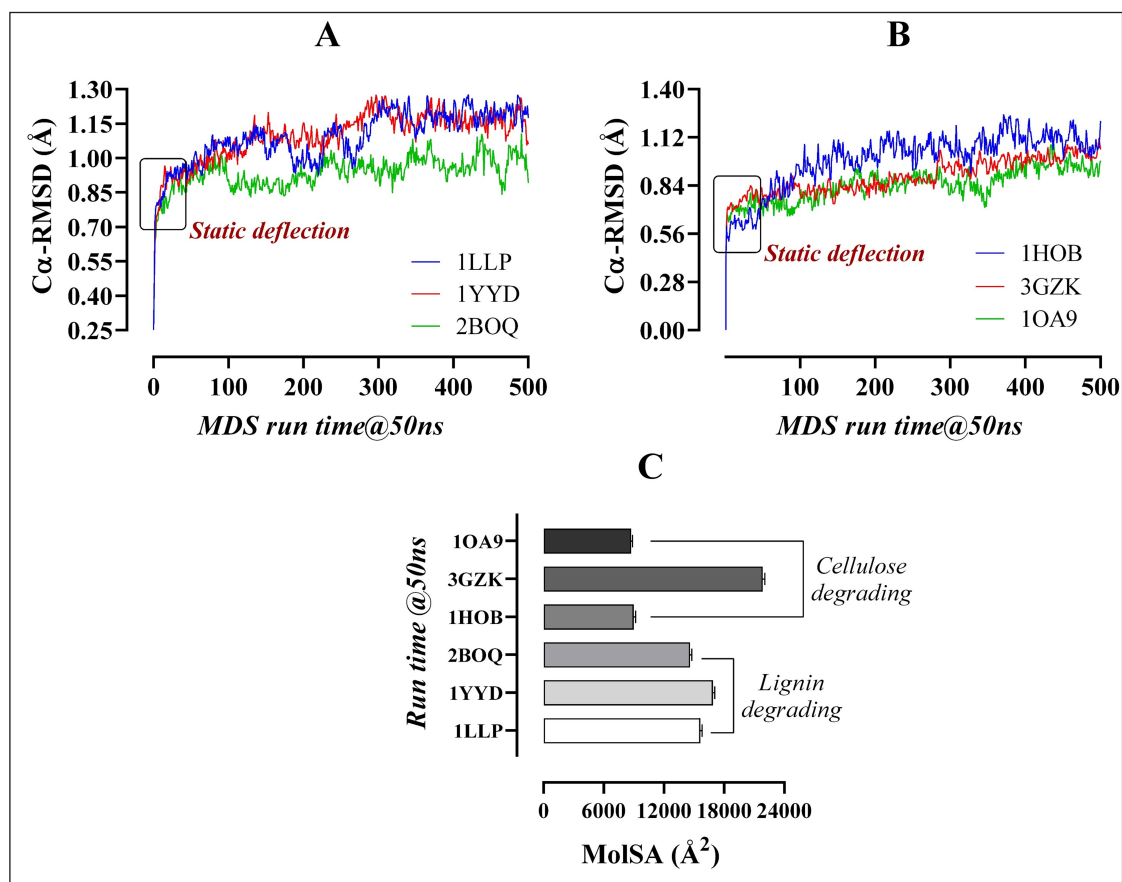 A
1.30
1.15
1.00
0.85
0.70
0.55
0.40
0.25
Cα-RMSD (Å)
Static deflection
1LLP
1YYD
2BOQ
0 100 200 300 400 500
MDS run time@50ns
B
1.40
1.12
0.84
0.56
0.28
0.00
Cα-RMSD (Å)
Static deflection
1HOB
3GZK
1OA9
100 200 300 400 500
MDS run time@50ns
C
Run time @50ns
1OA9
3GZK
1HOB
2BOQ
1YYD
1LLP
Cellulose
degrading
Lignin
degrading
0 6000 12000 18000 24000
MolSA (Å²)